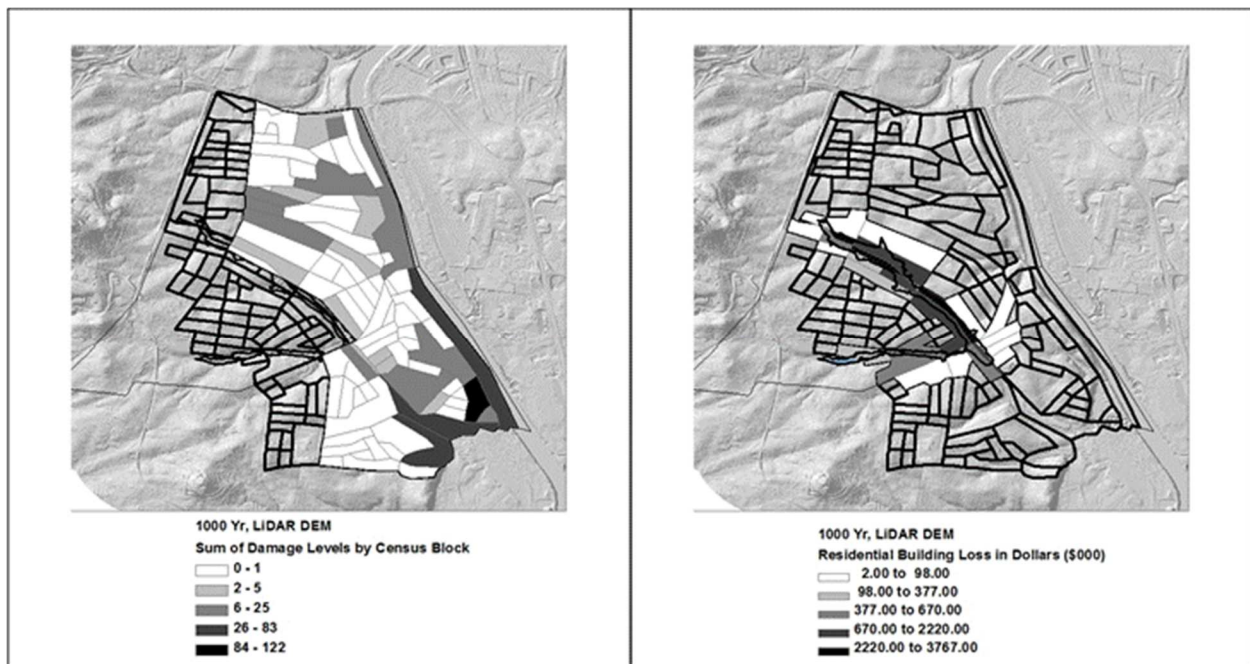 1000 Yr, LiDAR DEM
Sum of Damage Levels by Census Block
0 - 1
2 - 5
6 - 25
26 - 83
84 - 122
1000 Yr, LiDAR DEM
Residential Building Loss in Dollars ($000)
2.00 to 98.00
98.00 to 377.00
377.00 to 670.00
670.00 to 2220.00
2220.00 to 3767.00